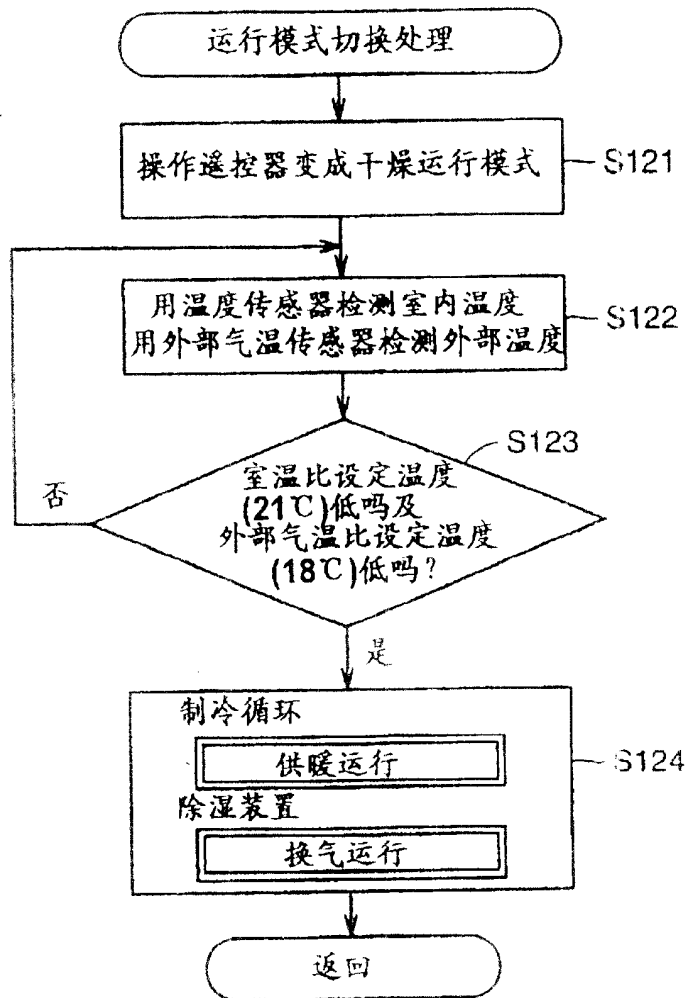 运行模式切换处理
操作遥控器变成干燥运行模式
S121
用温度传感器检测室内温度
用外部气温传感器检测外部温度
S122
S123
室温比设定温度
(21℃)低吗及
外部气温比设定温度
(18℃)低吗?
否
是
制冷循环
供暖运行
除湿装置
换气运行
S124
返回